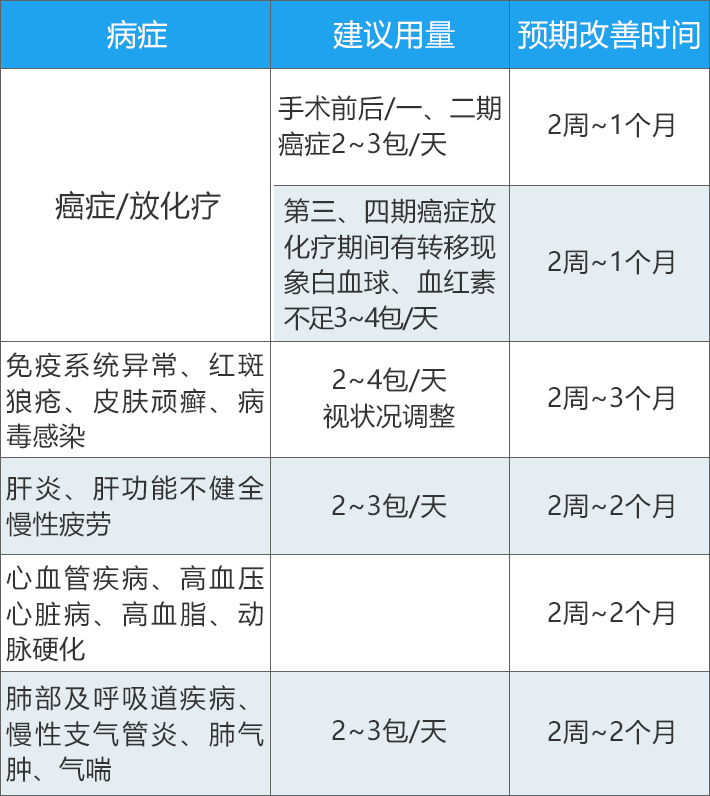 病症
建议用量
预期改善时间
癌症/放化疗
手术前后/一、二期
癌症2~3包/天
2周~1个月
第三、四期癌症放
化疗期间有转移现
象白血球、血红素
不足3~4包/天
2周~1个月
免疫系统异常、红斑
狼疮、皮肤顽癣、病
毒感染
2~4包/天
视状况调整
2周~3个月
肝炎、肝功能不健全
慢性疲劳
2~3包/天
2周~2个月
心血管疾病、高血压
心脏病、高血脂、动
脉硬化
2周~2个月
肺部及呼吸道疾病、
慢性支气管炎、肺气
肿、气喘
2~3包/天
2周~2个月